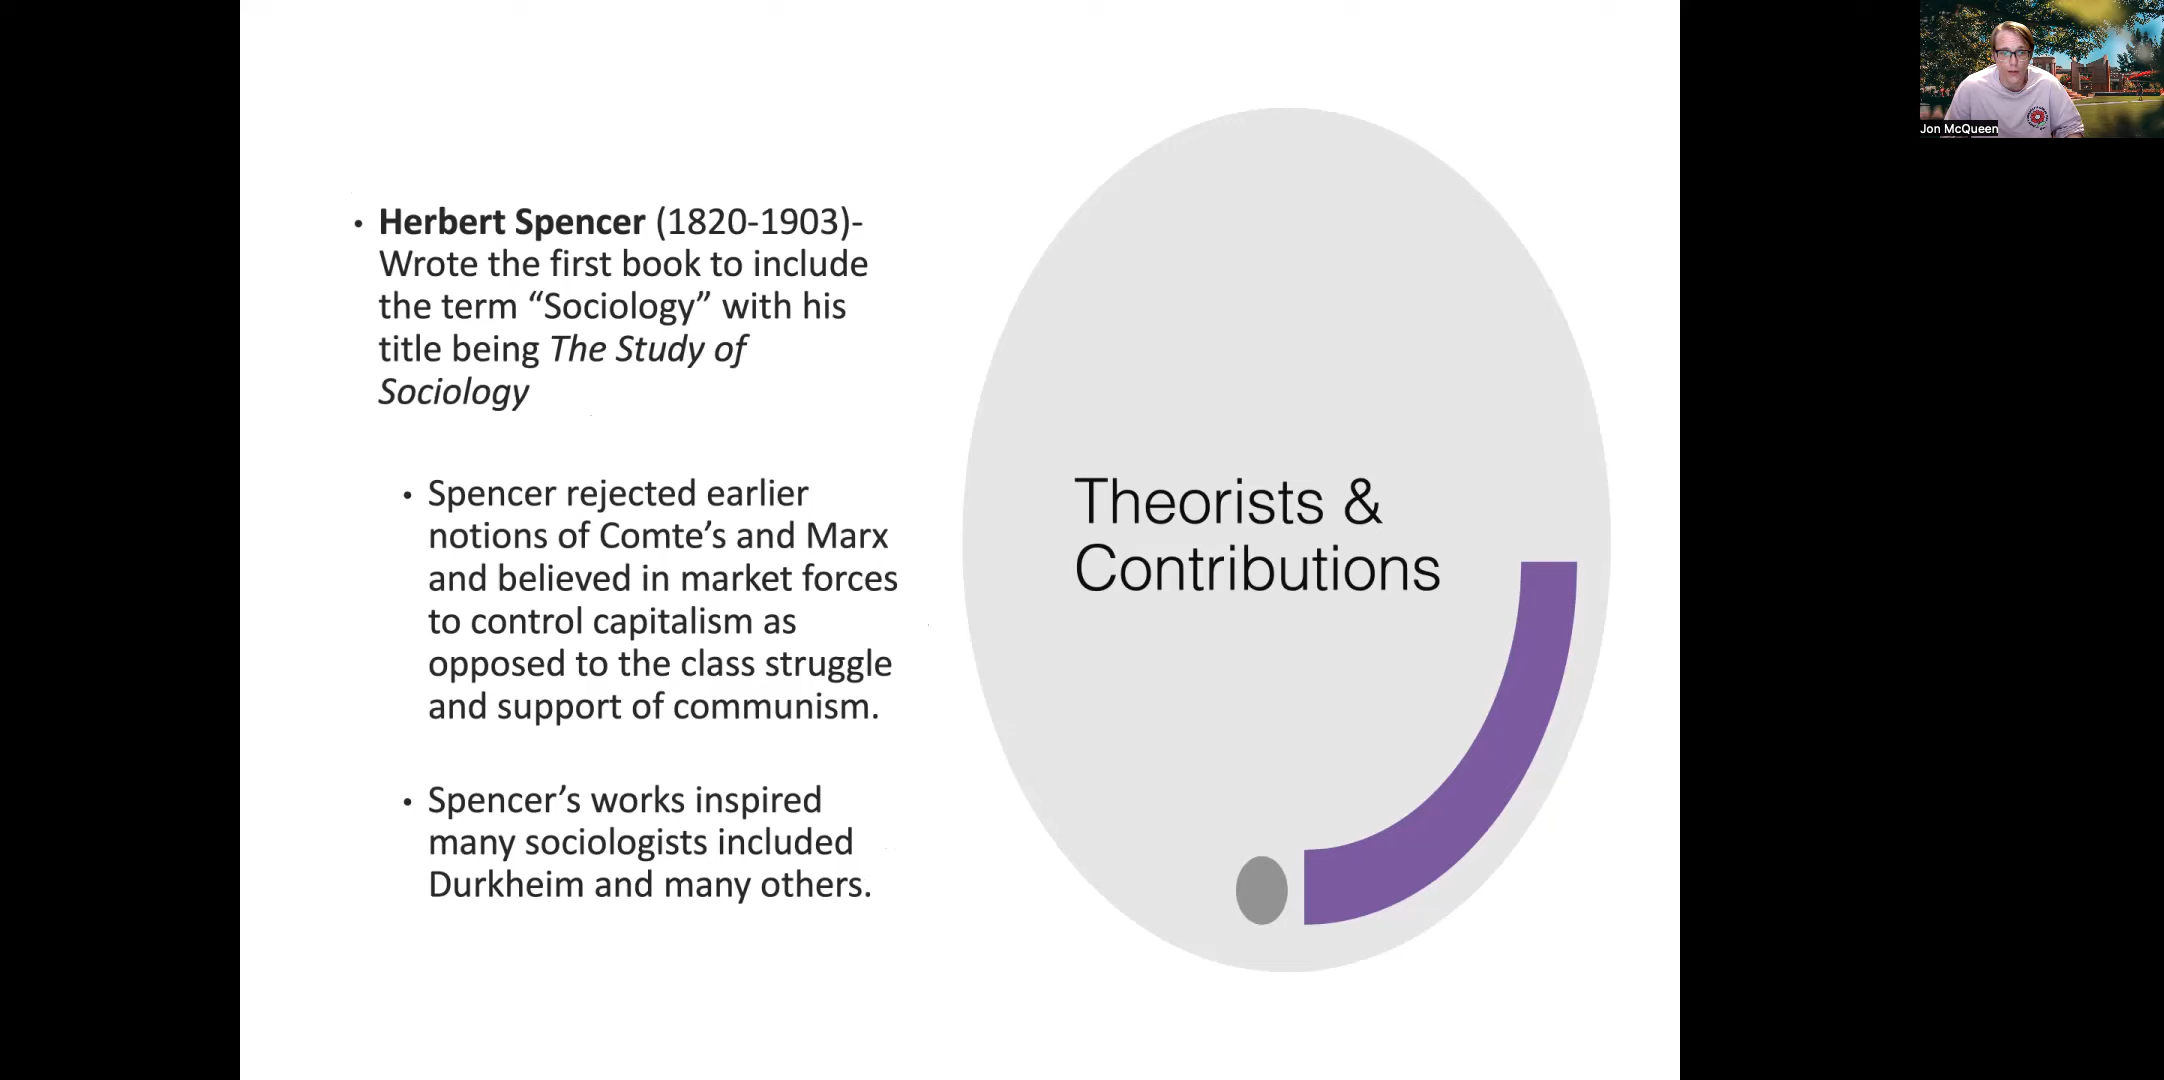 Jon McQueen
• Herbert Spencer (1820-1903)-
Wrote the first book to include
the term “Sociology” with his
title being The Study of
Sociology
• Spencer rejected earlier
notions of Comte’s and Marx
and believed in market forces
to control capitalism as
opposed to the class struggle
and support of communism.
• Spencer’s works inspired
many sociologists included
Durkheim and many others.
Theorists &
Contributions